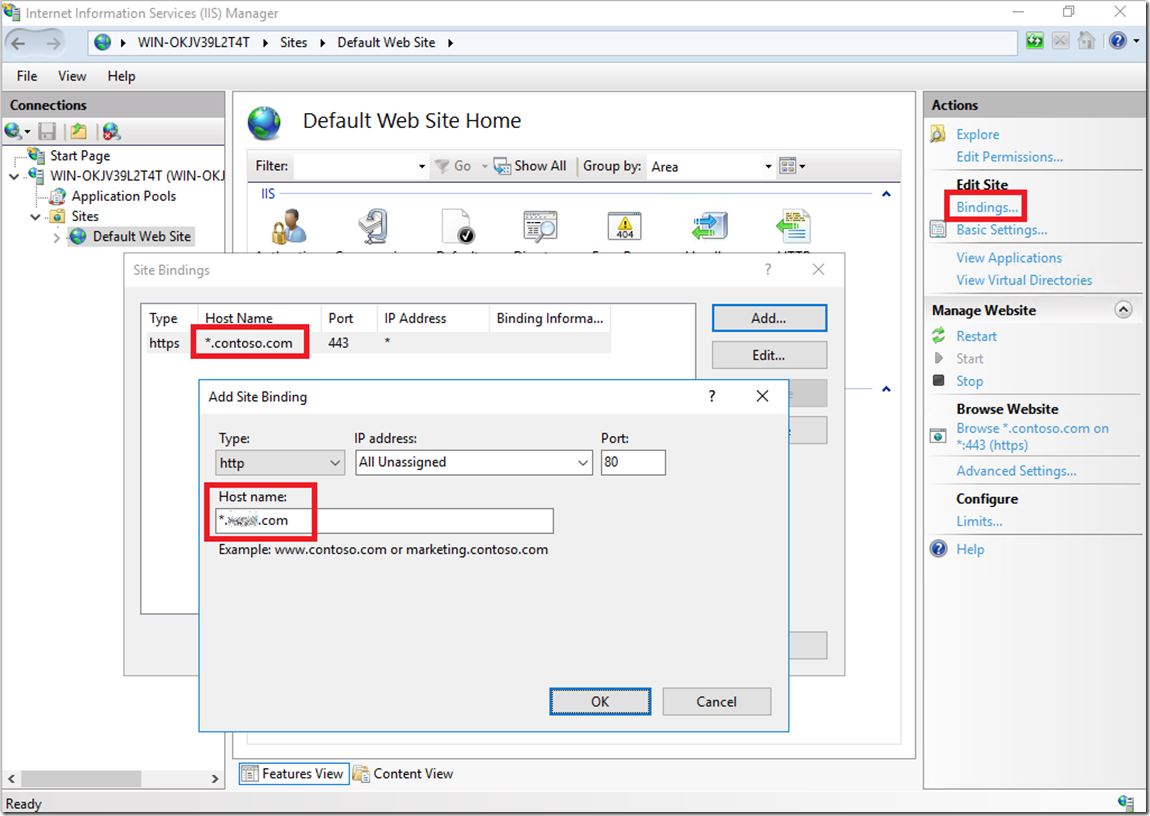 Internet Information Services (IIS) Manager
WIN-OKJV39L2T4T Sites Default Web Site
File View Help
Connections
Start Page
WIN-OKJV39L2T4T (WIN-OKJ
Application Pools
Sites
Default Web Site
Default Web Site Home
Filter: Go Show All Group by: Area
IIS
404
Site Bindings
?
Type Host Name Port IP Address Binding Informa...
https *.contoso.com 443 *
Add...
Edit...
Add Site Binding
?
Type: IP address: Port:
http All Unassigned 80
Host name:
*. .com
Example: www.contoso.com or marketing.contoso.com
OK Cancel
Features View Content View
Ready
Actions
Explore
Edit Permissions...
Edit Site
Bindings...
Basic Settings...
View Applications
View Virtual Directories
Manage Website
Restart
Start
Stop
Browse Website
Browse *.contoso.com on
*:443 (https)
Advanced Settings...
Configure
Limits...
Help